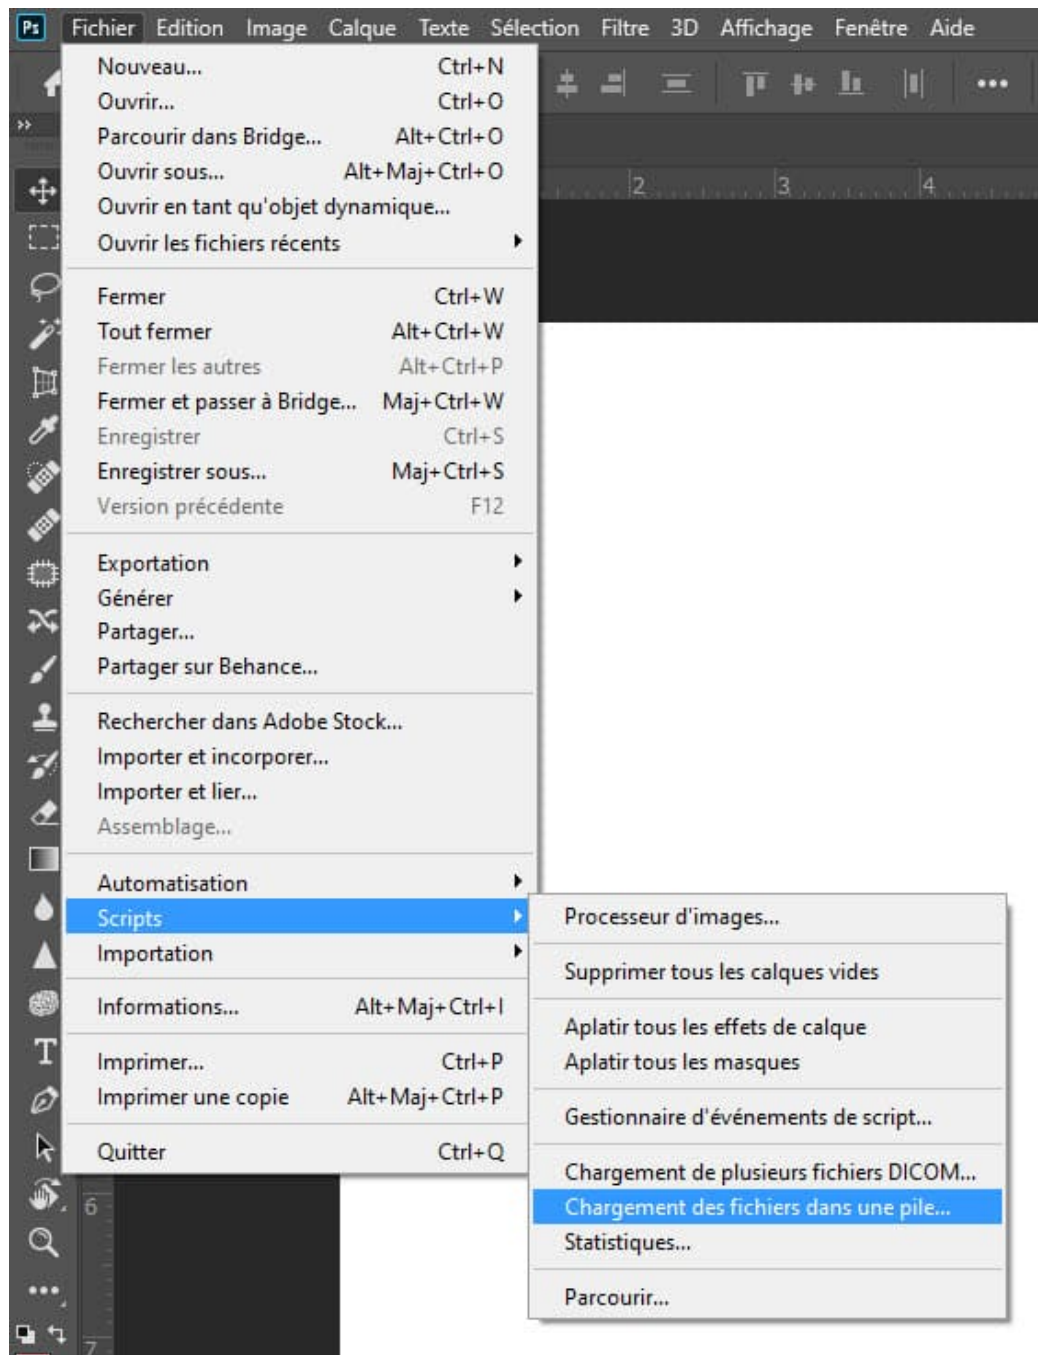 Ps Fichier Edition Image Calque Texte Sélection Filtre 3D Affichage Fenêtre Aide
Nouveau... Ctrl+N
Ouvrir... Ctrl+O
Parcourir dans Bridge... Alt+Ctrl+O
Ouvrir sous... Alt+Maj+Ctrl+O
Ouvrir en tant qu'objet dynamique...
Ouvrir les fichiers récents
Fermer Ctrl+W
Tout fermer Alt+Ctrl+W
Fermer les autres Alt+Ctrl+P
Fermer et passer à Bridge... Maj+Ctrl+W
Enregistrer Ctrl+S
Enregistrer sous... Maj+Ctrl+S
Version précédente F12
Exportation
Générer
Partager...
Partager sur Behance...
Rechercher dans Adobe Stock...
Importer et incorporer...
Importer et lier...
Assemblage...
Automatisation
Scripts
Importation
Informations... Alt+Maj+Ctrl+I
Imprimer... Ctrl+P
Imprimer une copie Alt+Maj+Ctrl+P
Quitter Ctrl+Q
Processeur d'images...
Supprimer tous les calques vides
Aplatir tous les effets de calque
Aplatir tous les masques
Gestionnaire d'événements de script...
Chargement de plusieurs fichiers DICOM...
Chargement des fichiers dans une pile...
Statistiques...
Parcourir...
2 3 4
6
7